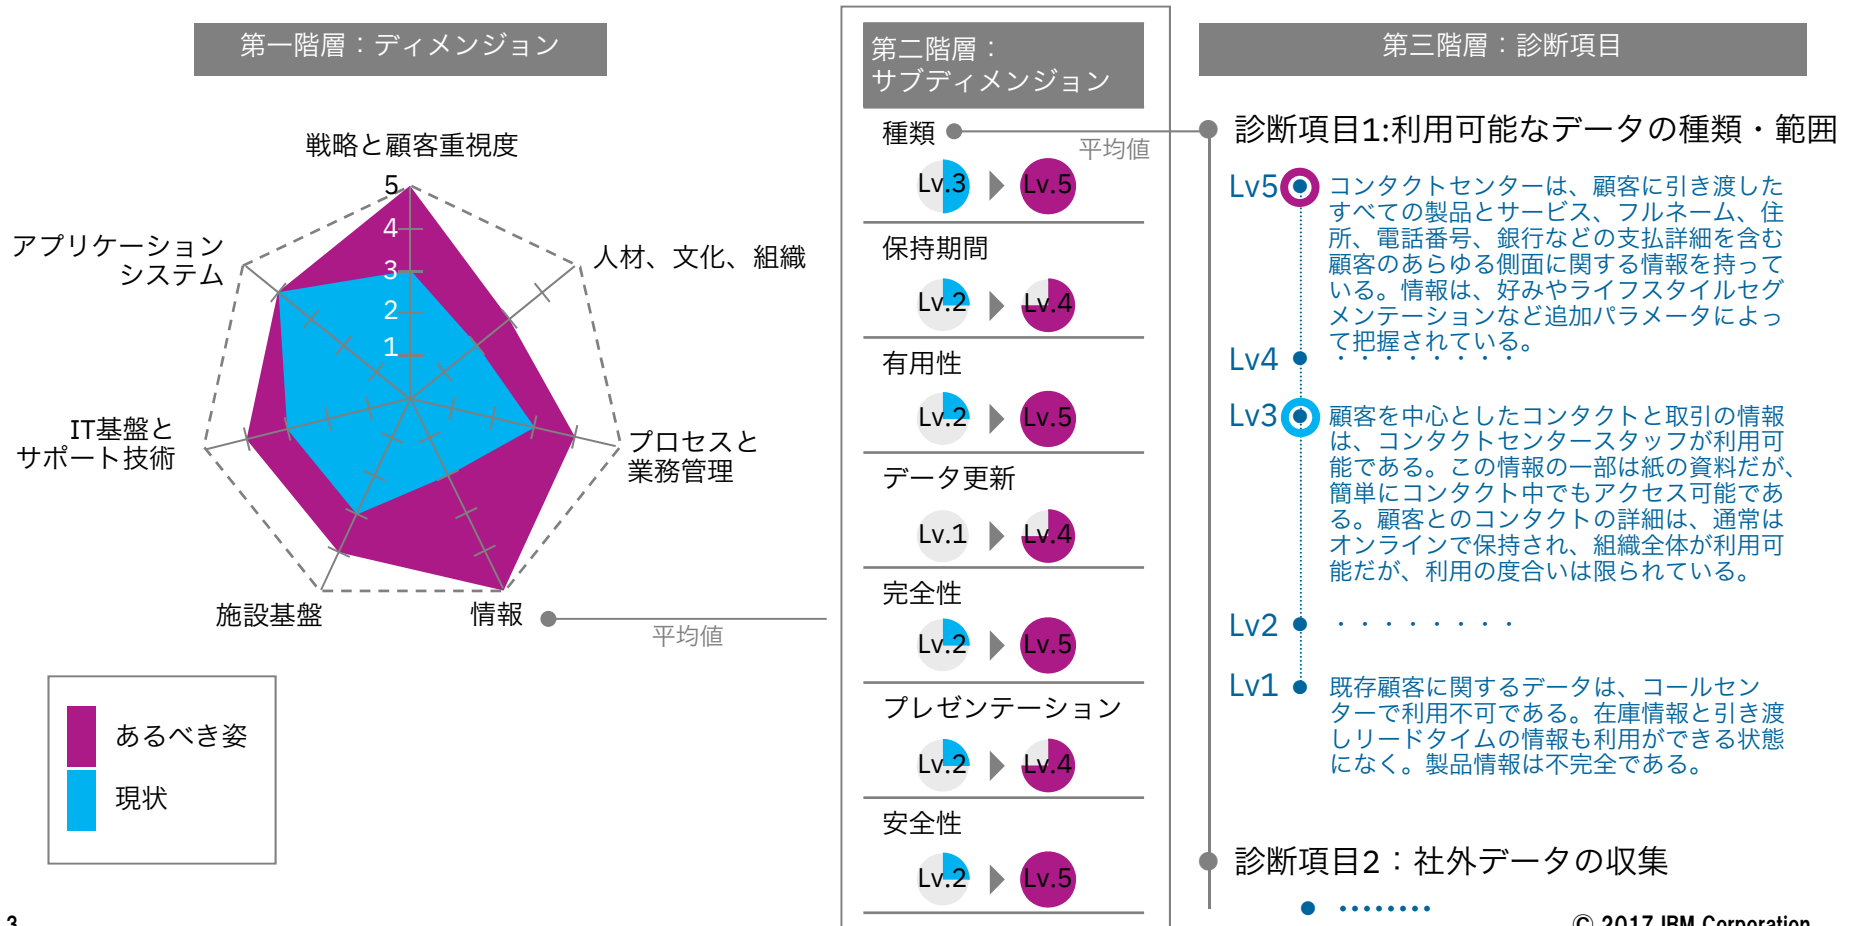 第一階層：ディメンジョン
戦略と顧客重視度
5
4
3
2
1
アプリケーション
システム
人材、文化、組織
IT基盤と
サポート技術
プロセスと
業務管理
施設基盤
情報
平均値
あるべき姿
現状
第二階層：
サブディメンジョン
種類
平均値
Lv.3
Lv.5
保持期間
Lv.2
Lv.4
有用性
Lv.2
Lv.5
データ更新
Lv.1
Lv.4
完全性
Lv.2
Lv.5
プレゼンテーション
Lv.2
Lv.4
安全性
Lv.2
Lv.5
第三階層：診断項目
診断項目1:利用可能なデータの種類・範囲
Lv5
コンタクトセンターは、顧客に引き渡した
すべての製品とサービス、フルネーム、住
所、電話番号、銀行などの支払詳細を含む
顧客のあらゆる側面に関する情報を持って
いる。情報は、好みやライフスタイルセグ
メンテーションなど追加パラメータによっ
て把握されている。
Lv4
・・・・・・・・
Lv3
顧客を中心としたコンタクトと取引の情報
は、コンタクトセンタースタッフが利用可
能である。この情報の一部は紙の資料だが、
簡単にコンタクト中でもアクセス可能であ
る。顧客とのコンタクトの詳細は、通常は
オンラインで保持され、組織全体が利用可
能だが、利用の度合いは限られている。
Lv2
・・・・・・・・
Lv1
既存顧客に関するデータは、コールセン
ターで利用不可である。在庫情報と引き渡
しリードタイムの情報も利用ができる状態
になく。製品情報は不完全である。
診断項目2：社外データの収集
••••••••
3
© 2017 IBM Corporation